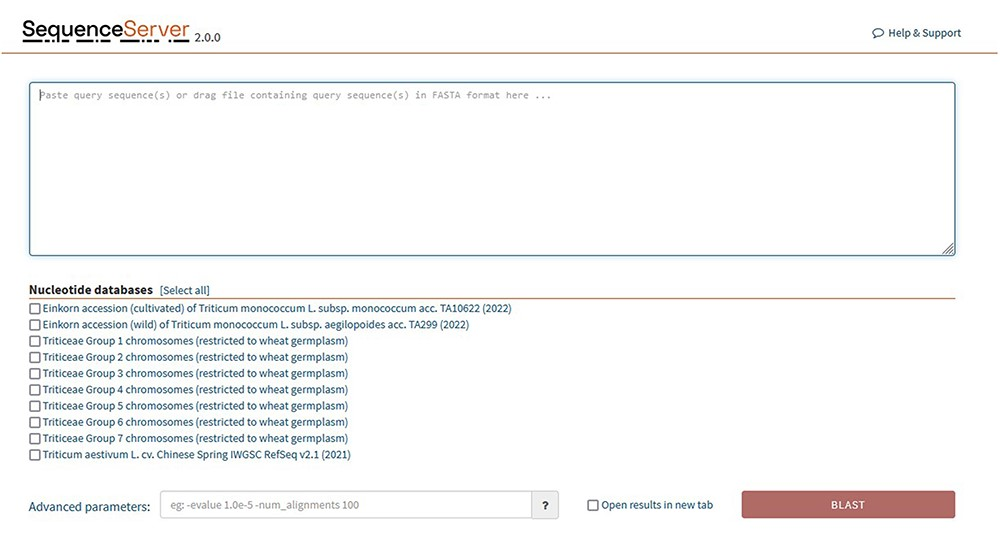 SequenceServer 2.0.0
Help & Support
Paste query sequence(s) or drag file containing query sequence(s) in FASTA format here ...
Nucleotide databases [Select all]
Einkorn accession (cultivated) of Triticum monococcum L. subsp. monococcum acc. TA10622 (2022)
Einkorn accession (wild) of Triticum monococcum L. subsp. aegilopoides acc. TA299 (2022)
Triticeae Group 1 chromosomes (restricted to wheat germplasm)
Triticeae Group 2 chromosomes (restricted to wheat germplasm)
Triticeae Group 3 chromosomes (restricted to wheat germplasm)
Triticeae Group 4 chromosomes (restricted to wheat germplasm)
Triticeae Group 5 chromosomes (restricted to wheat germplasm)
Triticeae Group 6 chromosomes (restricted to wheat germplasm)
Triticeae Group 7 chromosomes (restricted to wheat germplasm)
Triticum aestivum L. cv. Chinese Spring IWGSC RefSeq v2.1 (2021)
Advanced parameters: eg: -evalue 1.0e-5 -num_alignments 100 ? Open results in new tab BLAST